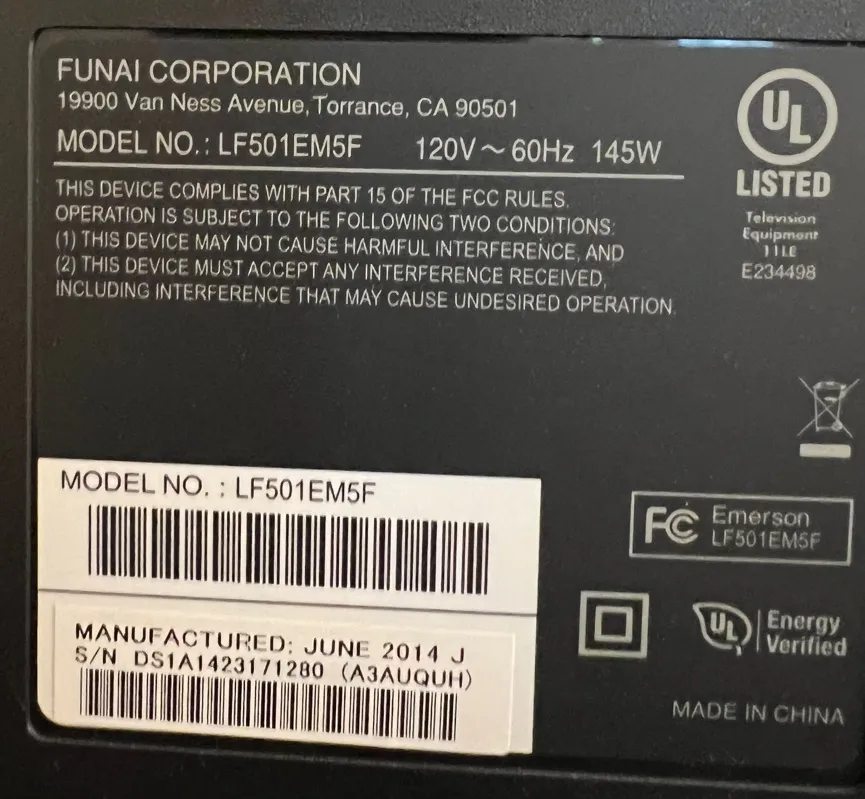 FUNAI CORPORATION
19900 Van Ness Avenue, Torrance, CA 90501
MODEL NO.: LF501EM5F 120V~60Hz 145W
THIS DEVICE COMPLIES WITH PART 15 OF THE FCC RULES.
OPERATION IS SUBJECT TO THE FOLLOWING TWO CONDITIONS:
(1) THIS DEVICE MAY NOT CAUSE HARMFUL INTERFERENCE, AND
(2) THIS DEVICE MUST ACCEPT ANY INTERFERENCE RECEIVED,
INCLUDING INTERFERENCE THAT MAY CAUSE UNDESIRED OPERATION.
UL
LISTED
Television
Equipment
11LE
E234498
MODEL NO. : LF501EM5F
MANUFACTURED: JUNE 2014 J
S/N DS1A1423171280 (A3AUQUH)
FC Emerson
LF501EM5F
UL Energy
Verified
MADE IN CHINA